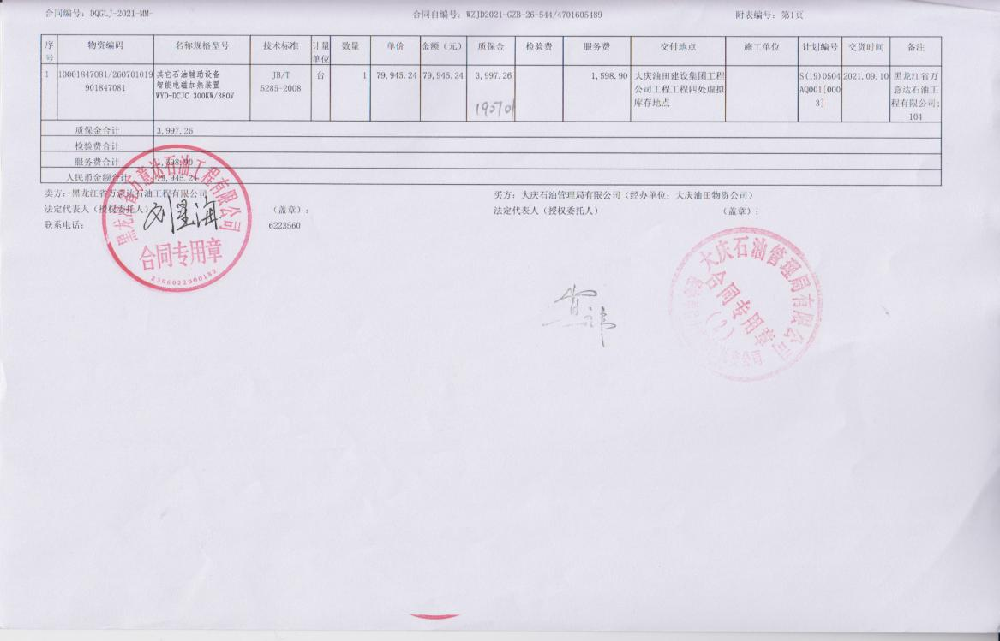 合同编号: DQGLJ-2021-MM-
合同自编号: WZJD2021-GZB-26-544/4701605489
附表编号: 第1页
序号 物资编码 名称规格型号 技术标准 计量单位 数量 单价 金额（元） 质保金 检验费 服务费 交付地点 施工单位 计划编号 交货时间 备注
1 10001847081/260701019 其它石油辅助设备 JB/T 台 1 79,945.24 79,945.24 3,997.26 1,598.90 大庆油田建设集团工程 S(19)0504 2021.09.10 黑龙江省万
901847081 智能电磁加热装置 5285-2008 公司工程工程四处虚拟 AQ001[000 意达石油工
WYD-DCJC 300KW/380V 库存地点 3] 程有限公司;
104
质保金合计 3,997.26
检验费合计
服务费合计 1,598.90
人民币金额合计 79,945.24
卖方: 黑龙江省万意达石油工程有限公司
买方: 大庆石油管理局有限公司（经办单位: 大庆油田物资公司）
法定代表人（授权委托人） （盖章）:
法定代表人（授权委托人） （盖章）:
联系电话: 6223560
黑龙江省万意达石油工程有限公司
合同专用章
2306022000182
大庆石油管理局有限公司
合同专用章
(2)